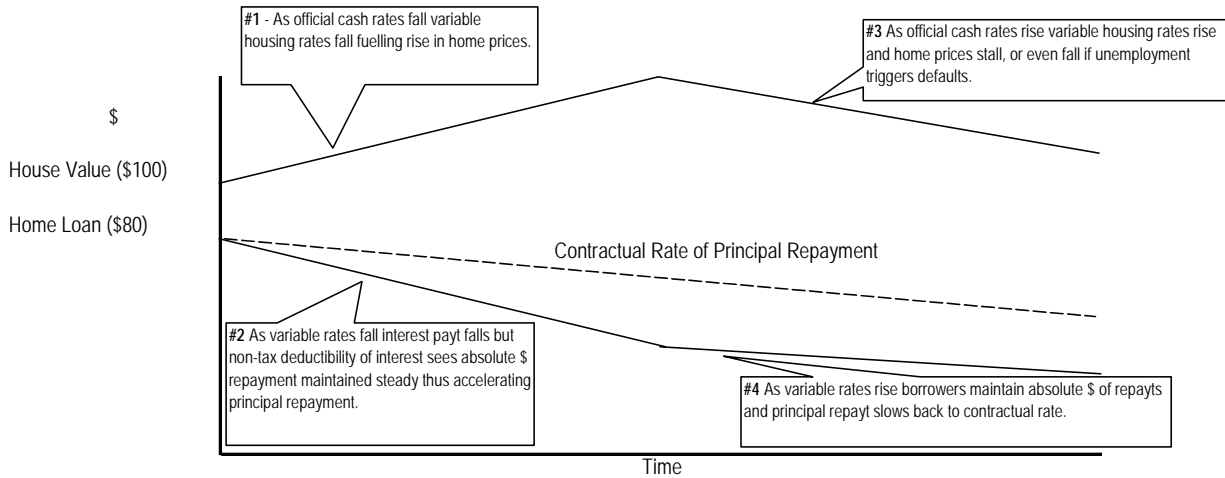 #1 - As official cash rates fall variable
housing rates fall fuelling rise in home prices.
#3 As official cash rates rise variable housing rates rise
and home prices stall, or even fall if unemployment
triggers defaults.
$
House Value ($100)
Home Loan ($80)
Contractual Rate of Principal Repayment
#2 As variable rates fall interest payt falls but
non-tax deductibility of interest sees absolute $
repayment maintained steady thus accelerating
principal repayment.
#4 As variable rates rise borrowers maintain absolute $ of repayts
and principal repayt slows back to contractual rate.
Time